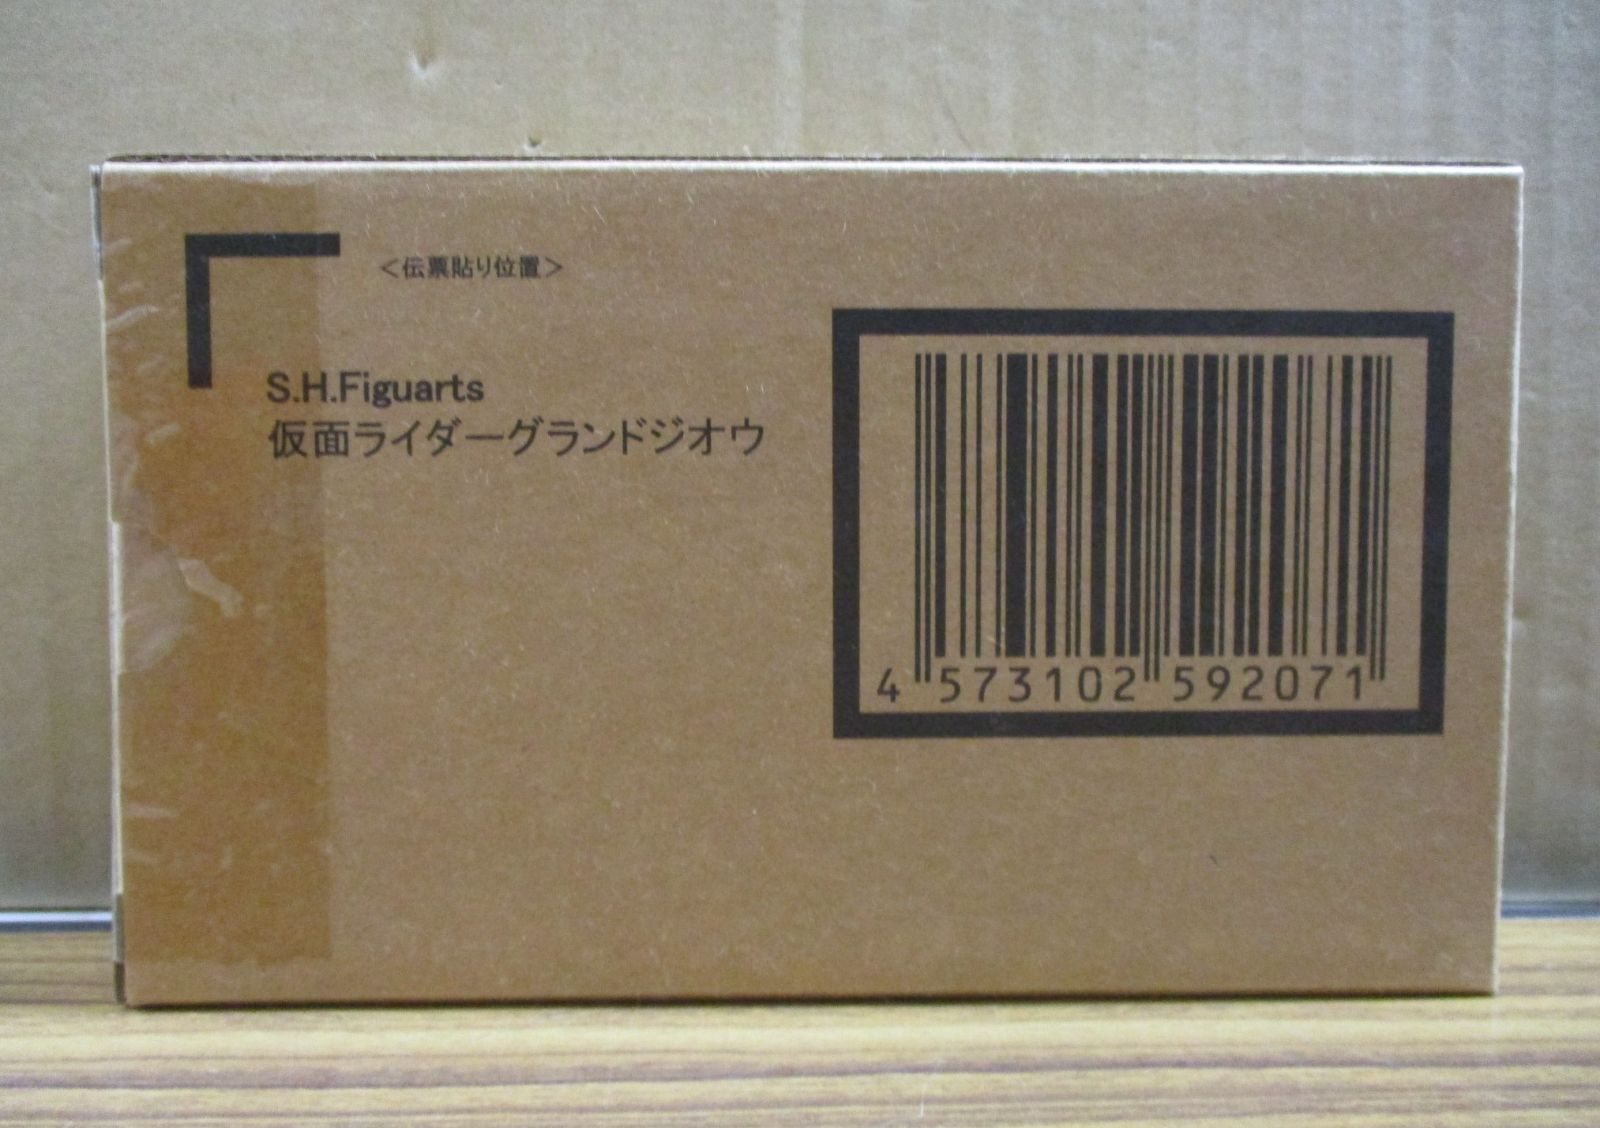 ＜伝票貼り位置＞
S.H.Figuarts
仮面ライダーグランドジオウ
4 573102 592071